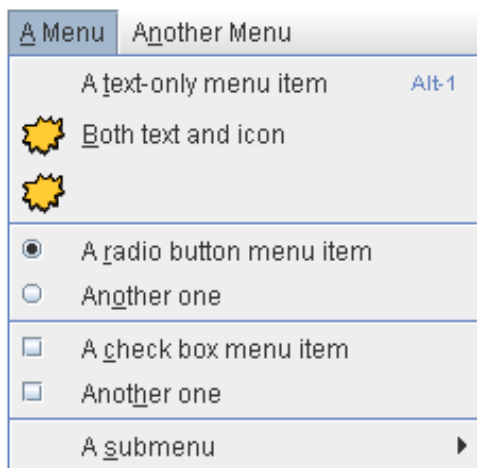 A Menu Another Menu
A text-only menu item Alt-1
Both text and icon
A radio button menu item
Another one
A check box menu item
Another one
A submenu